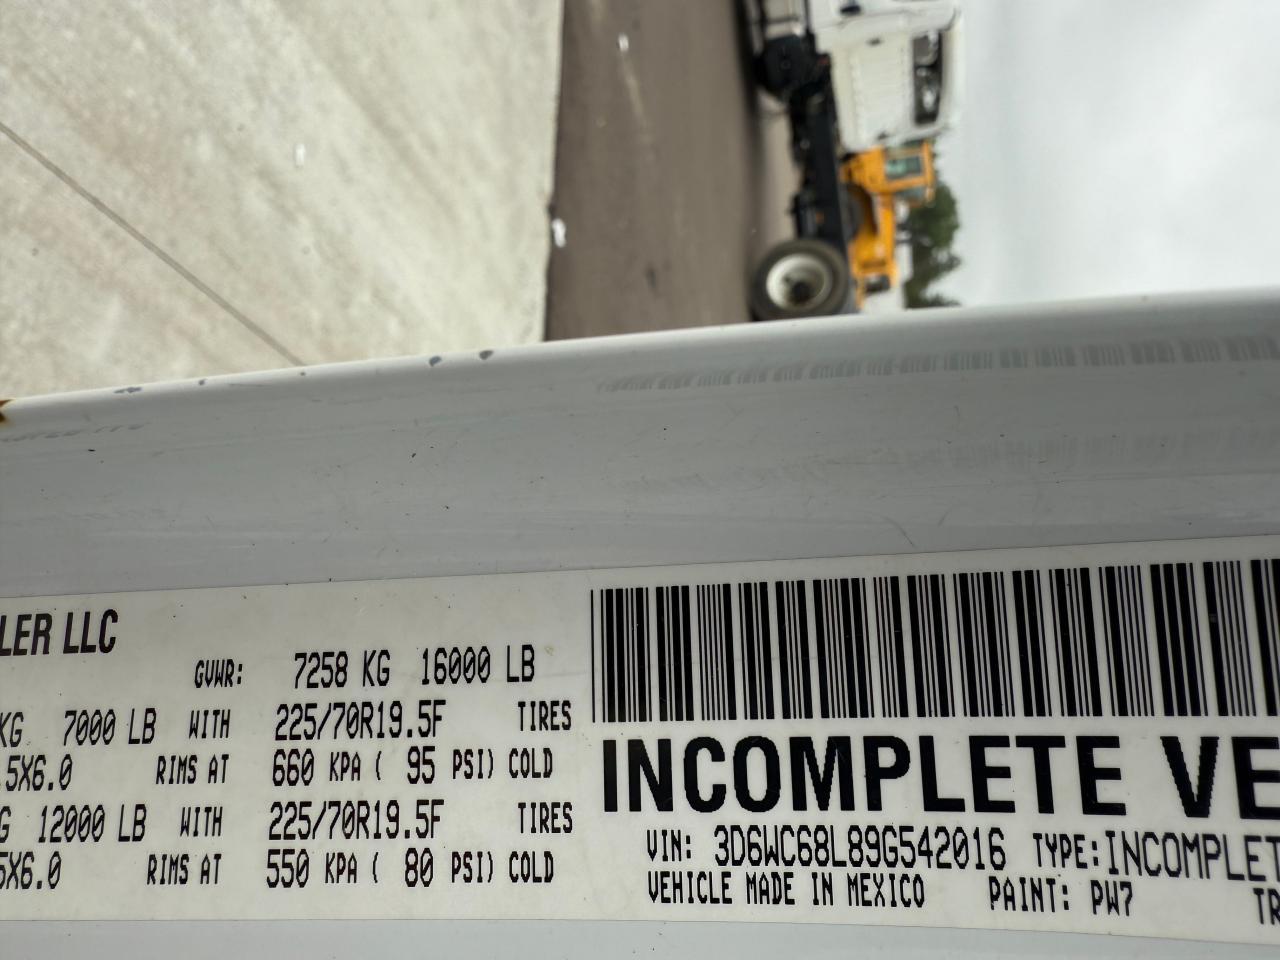 LER LLC
GVWR: 7258 KG 16000 LB
KG 7000 LB WITH 225/70R19.5F TIRES
.5X6.0 RIMS AT 660 KPA ( 95 PSI) COLD
G 12000 LB WITH 225/70R19.5F TIRES
5X6.0 RIMS AT 550 KPA ( 80 PSI) COLD
INCOMPLETE VE
VIN: 3D6WC68L89G542016 TYPE: INCOMPLET
VEHICLE MADE IN MEXICO PAINT: PW7 TR